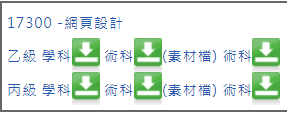 17300 -網頁設計
乙級 學科 術科 (素材檔) 術科
丙級 學科 術科 (素材檔) 術科